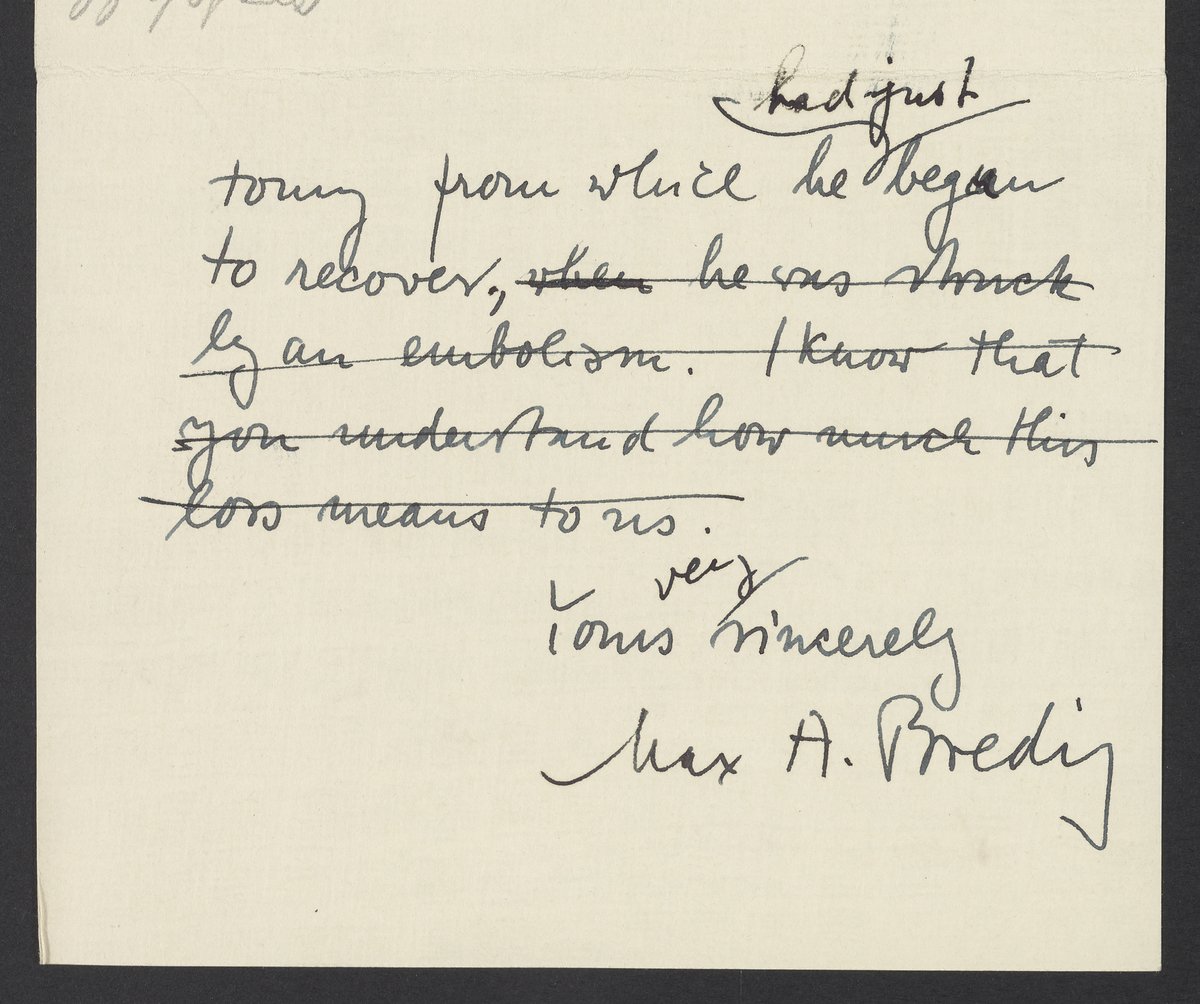 had just
tomy from which he began
to recover, when he was struck
by an embolism. I know that
you understand how much this
loss means to us.
very
Yours sincerely
Max A. Bredig